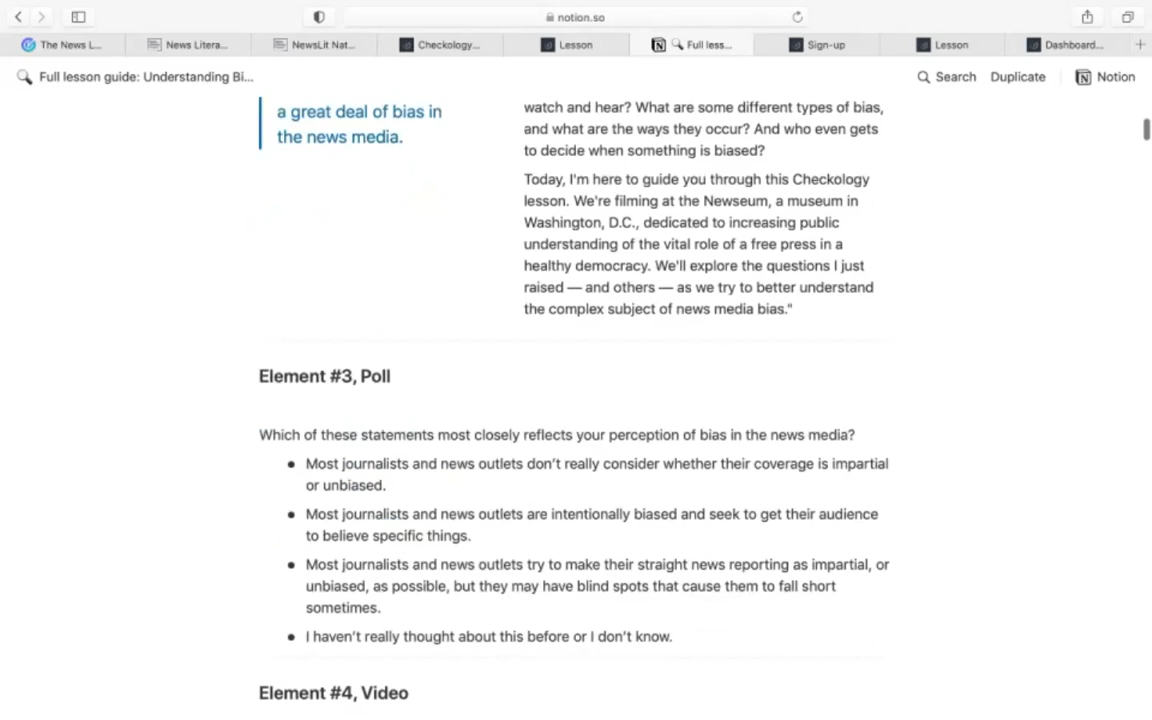 notion.so
The News L...
News Litera...
NewsLit Nat...
Checkology...
Lesson
Full less...
Sign-up
Lesson
Dashboard...
Full lesson guide: Understanding Bi...
Search
Duplicate
Notion
a great deal of bias in
the news media.
watch and hear? What are some different types of bias,
and what are the ways they occur? And who even gets
to decide when something is biased?
Today, I'm here to guide you through this Checkology
lesson. We're filming at the Newseum, a museum in
Washington, D.C., dedicated to increasing public
understanding of the vital role of a free press in a
healthy democracy. We'll explore the questions I just
raised — and others — as we try to better understand
the complex subject of news media bias."
Element #3, Poll
Which of these statements most closely reflects your perception of bias in the news media?
● Most journalists and news outlets don't really consider whether their coverage is impartial
or unbiased.
● Most journalists and news outlets are intentionally biased and seek to get their audience
to believe specific things.
● Most journalists and news outlets try to make their straight news reporting as impartial, or
unbiased, as possible, but they may have blind spots that cause them to fall short
sometimes.
● I haven't really thought about this before or I don't know.
Element #4, Video